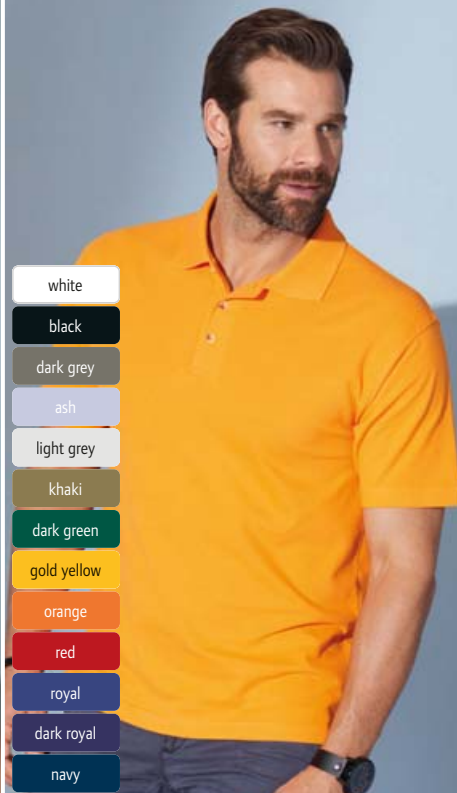 white
black
dark grey
ash
light grey
khaki
dark green
gold yellow
orange
red
royal
dark royal
navy